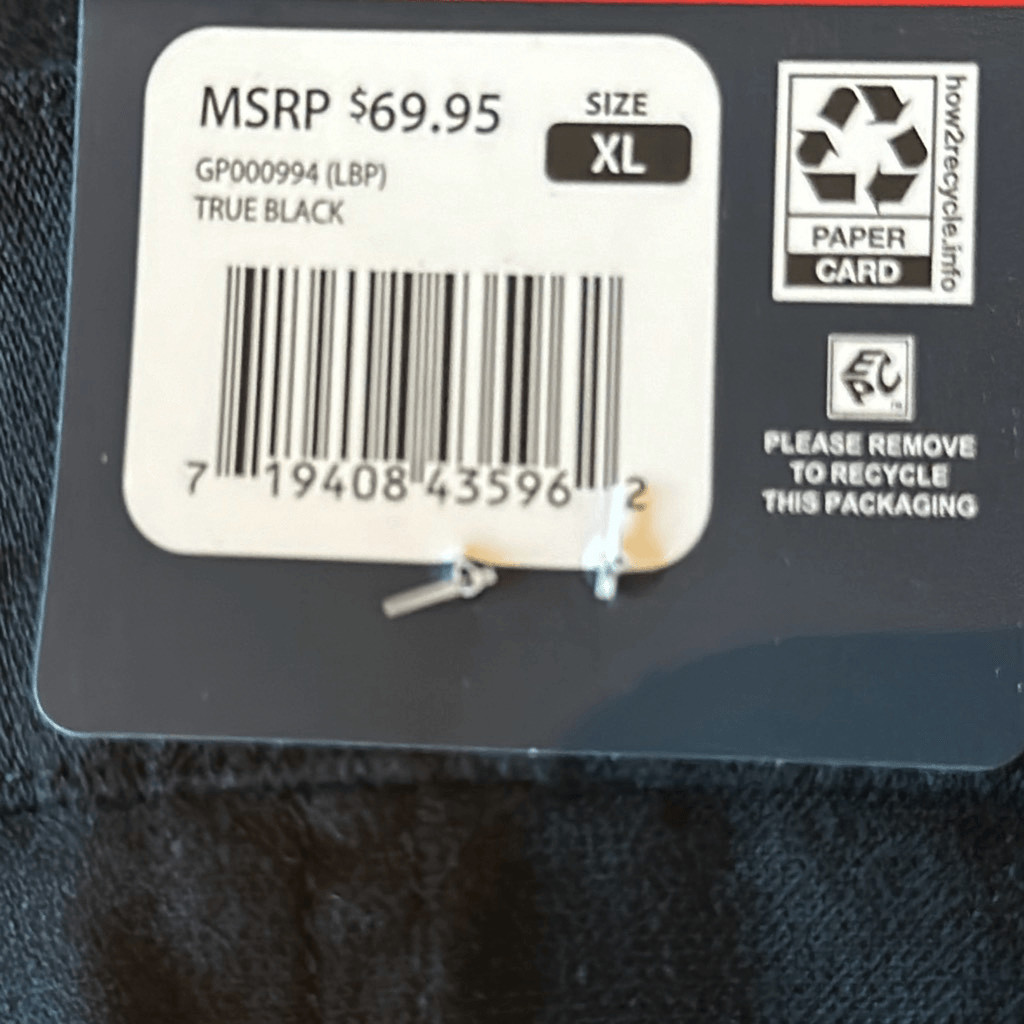 MSRP $69.95
SIZE
XL
GP000994 (LBP)
TRUE BLACK
7 19408 43596 2
how2recycle.info
PAPER
CARD
EPC
PLEASE REMOVE
TO RECYCLE
THIS PACKAGING